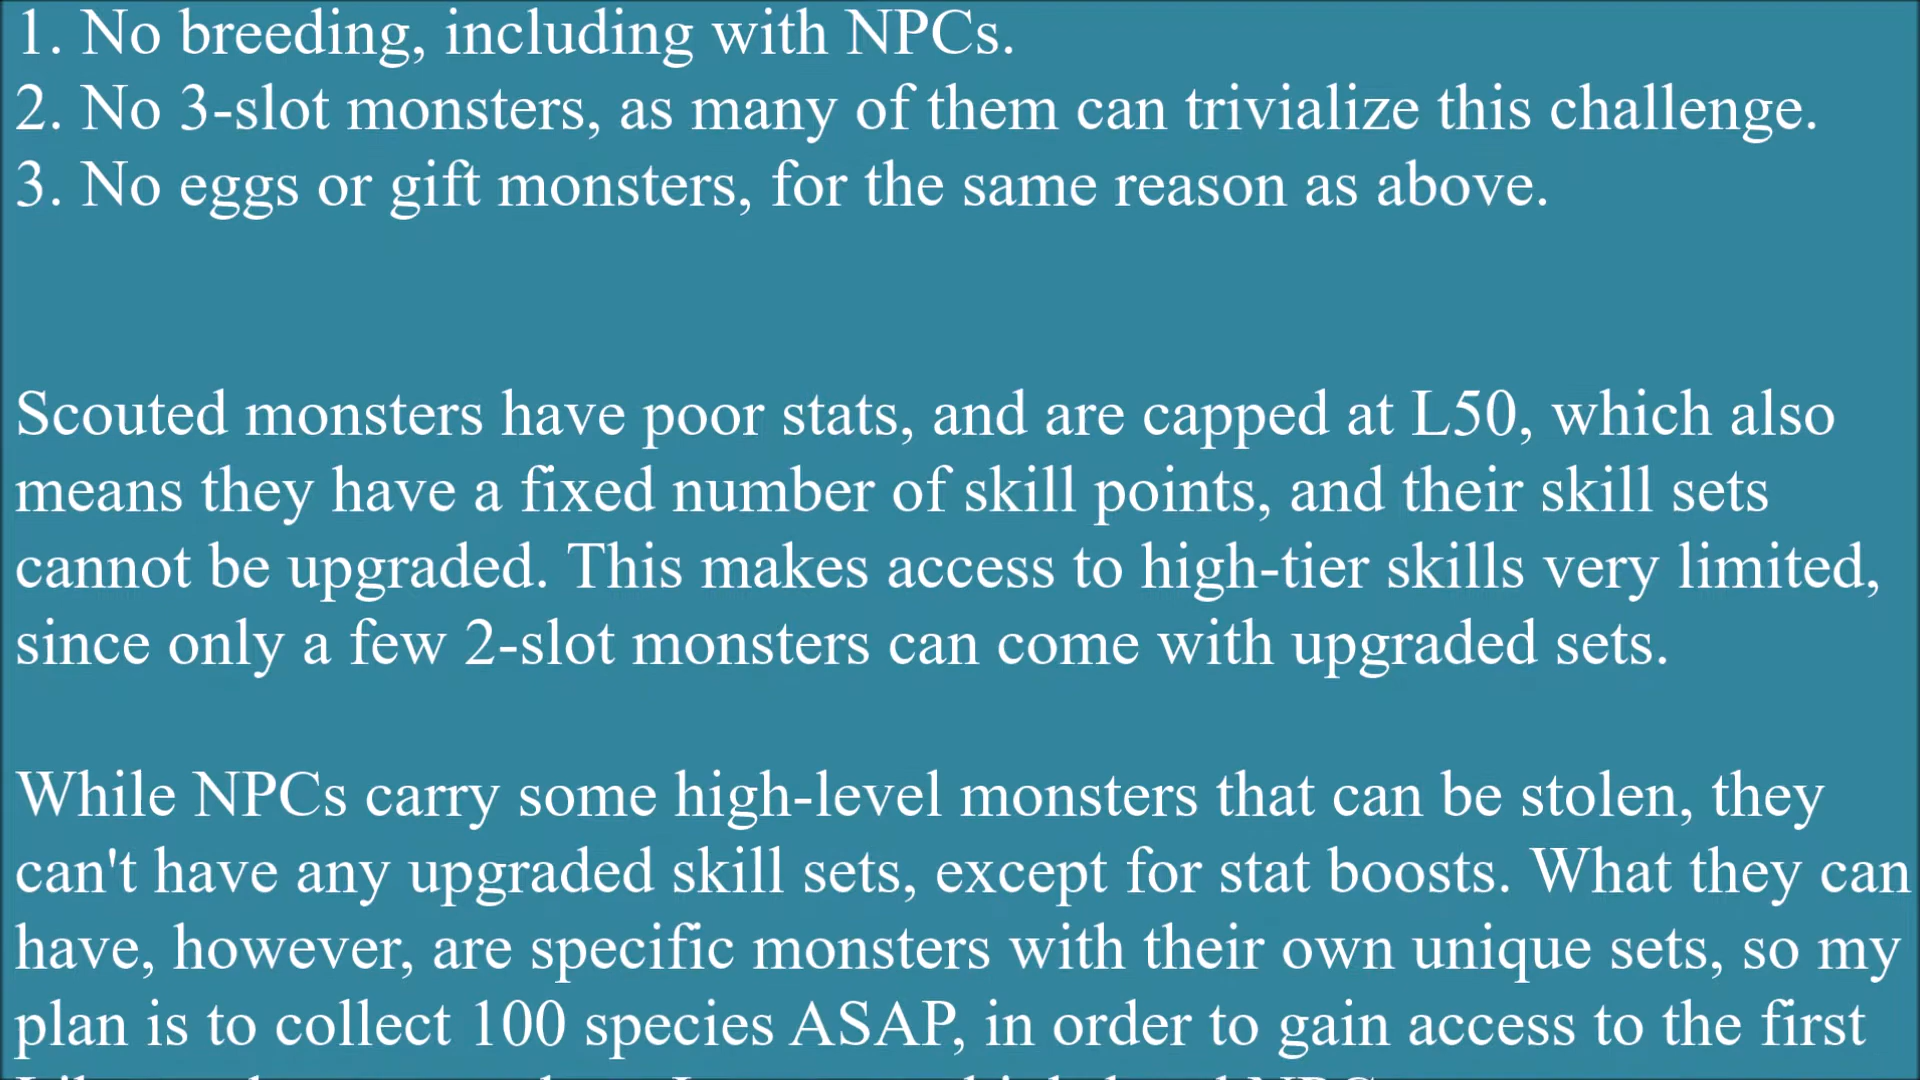 1. No breeding, including with NPCs.
2. No 3-slot monsters, as many of them can trivialize this challenge.
3. No eggs or gift monsters, for the same reason as above.
Scouted monsters have poor stats, and are capped at L50, which also
means they have a fixed number of skill points, and their skill sets
cannot be upgraded. This makes access to high-tier skills very limited,
since only a few 2-slot monsters can come with upgraded sets.
While NPCs carry some high-level monsters that can be stolen, they
can't have any upgraded skill sets, except for stat boosts. What they can
have, however, are specific monsters with their own unique sets, so my
plan is to collect 100 species ASAP, in order to gain access to the first